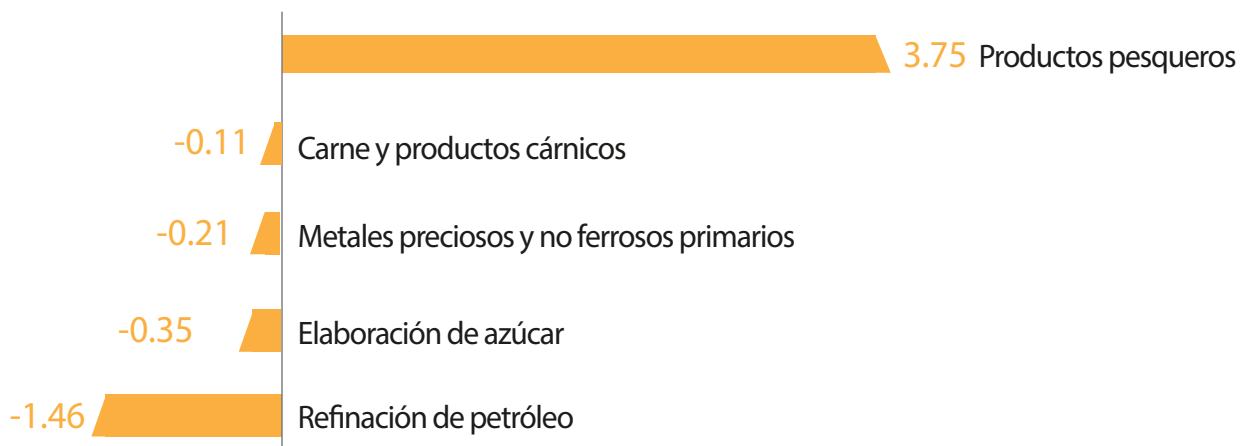 3.75 Productos pesqueros
-0.11 Carne y productos cárnicos
-0.21 Metales preciosos y no ferrosos primarios
-0.35 Elaboración de azúcar
-1.46 Refinación de petróleo